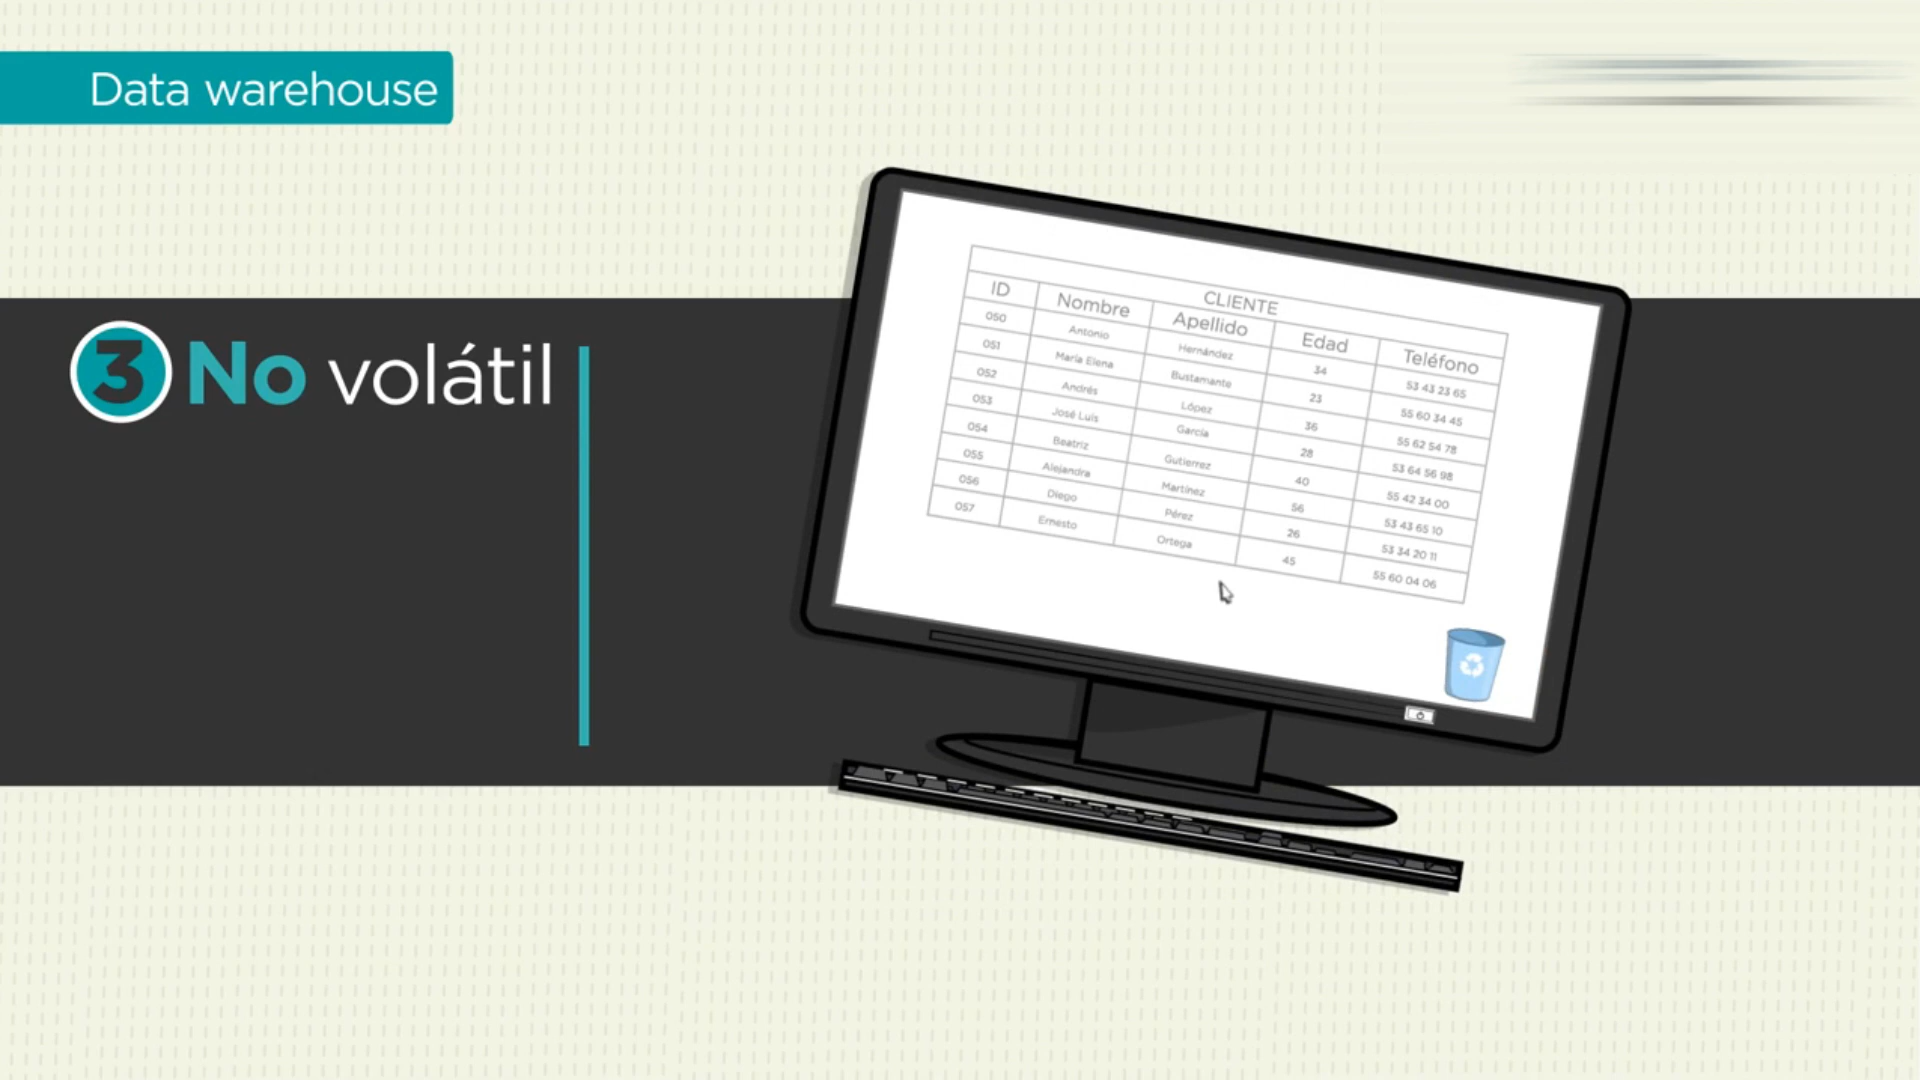 Data warehouse
3 No volátil
CLIENTE
ID Nombre Apellido Edad Teléfono
050 Antonio Hernández 34 53 43 23 65
051 María Elena Bustamante 23 55 60 34 45
052 Andrés López 36 55 62 54 78
053 José Luis García 28 53 64 56 98
054 Beatriz Gutierrez 40 55 42 34 00
055 Alejandra Martínez 56 53 43 65 10
056 Diego Pérez 26 53 34 20 11
057 Ernesto Ortega 45 55 60 04 06